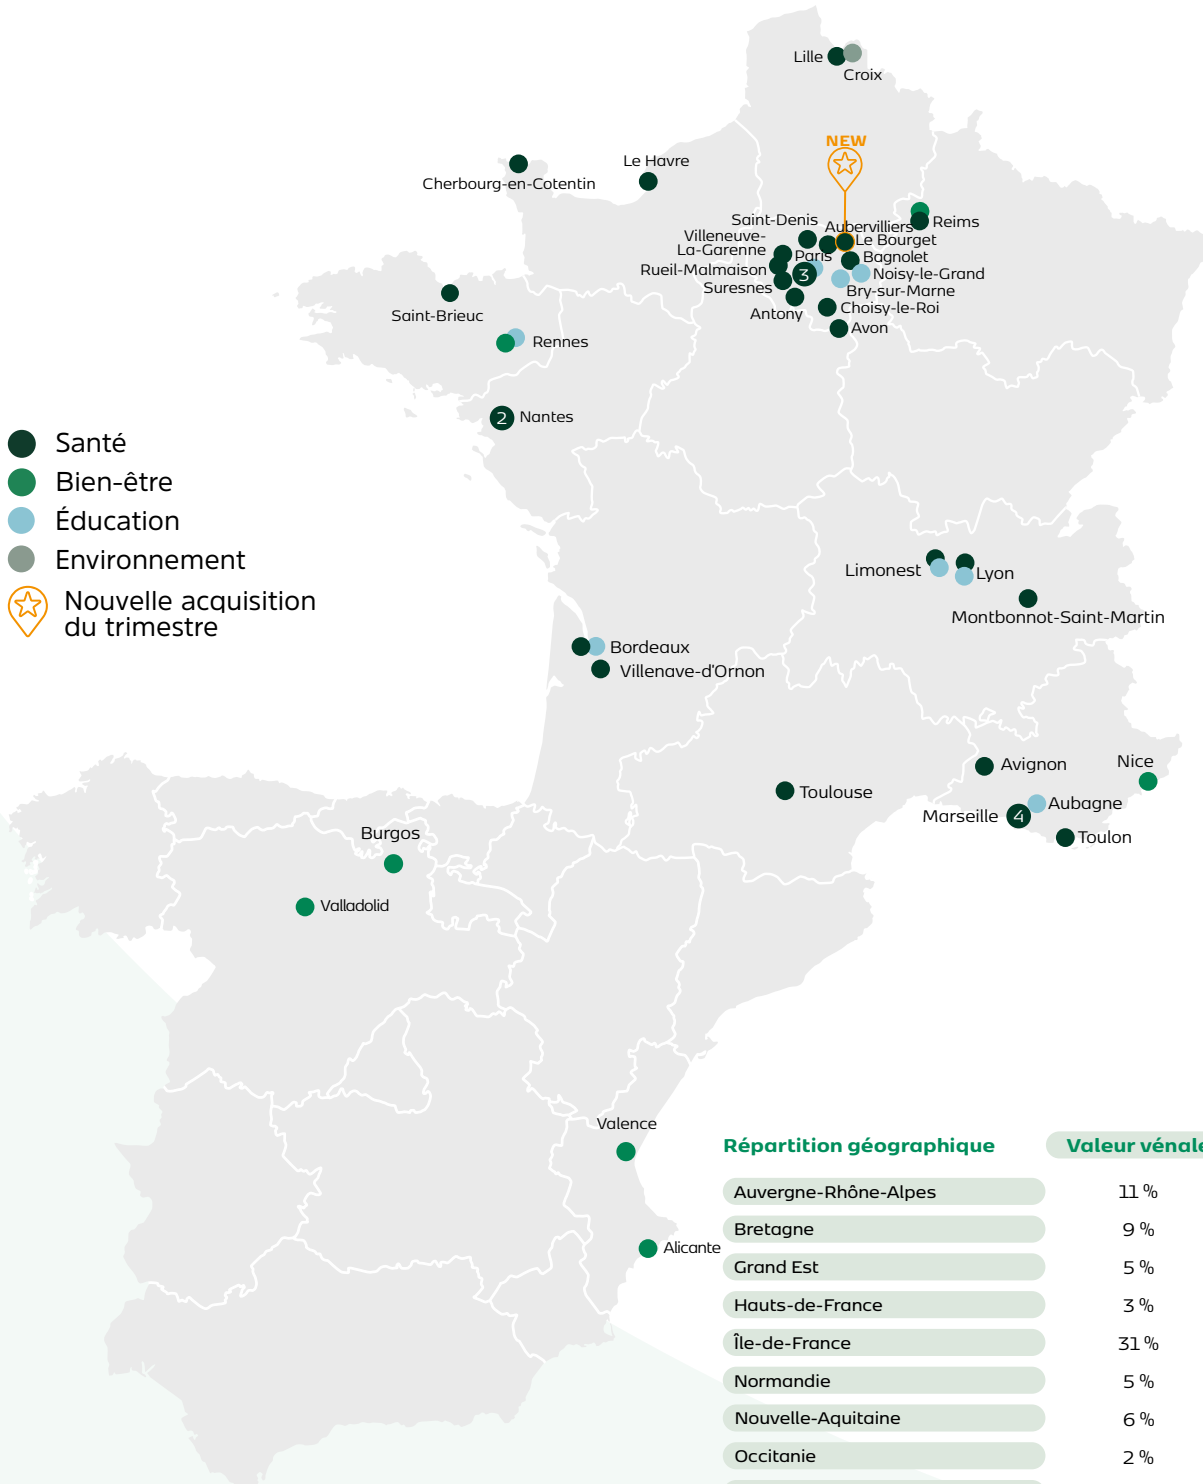 Lille
Croix
NEW
Le Havre
Cherbourg-en-Cotentin
Saint-Denis
Aubervilliers
Reims
Villeneuve-
La-Garenne
Le Bourget
Paris
Bagnolet
Rueil-Malmaison
3
Noisy-le-Grand
Suresnes
Bry-sur-Marne
Antony
Choisy-le-Roi
Avon
Saint-Brieuc
Rennes
2
Nantes
Santé
Bien-être
Éducation
Environnement
Nouvelle acquisition
du trimestre
Limonest
Lyon
Montbonnot-Saint-Martin
Bordeaux
Villenave-d'Ornon
Avignon
Nice
Toulouse
Aubagne
Marseille
4
Toulon
Burgos
Valladolid
Valence
Alicante
Répartition géographique Valeur vénale
Auvergne-Rhône-Alpes 11 %
Bretagne 9 %
Grand Est 5 %
Hauts-de-France 3 %
Île-de-France 31 %
Normandie 5 %
Nouvelle-Aquitaine 6 %
Occitanie 2 %